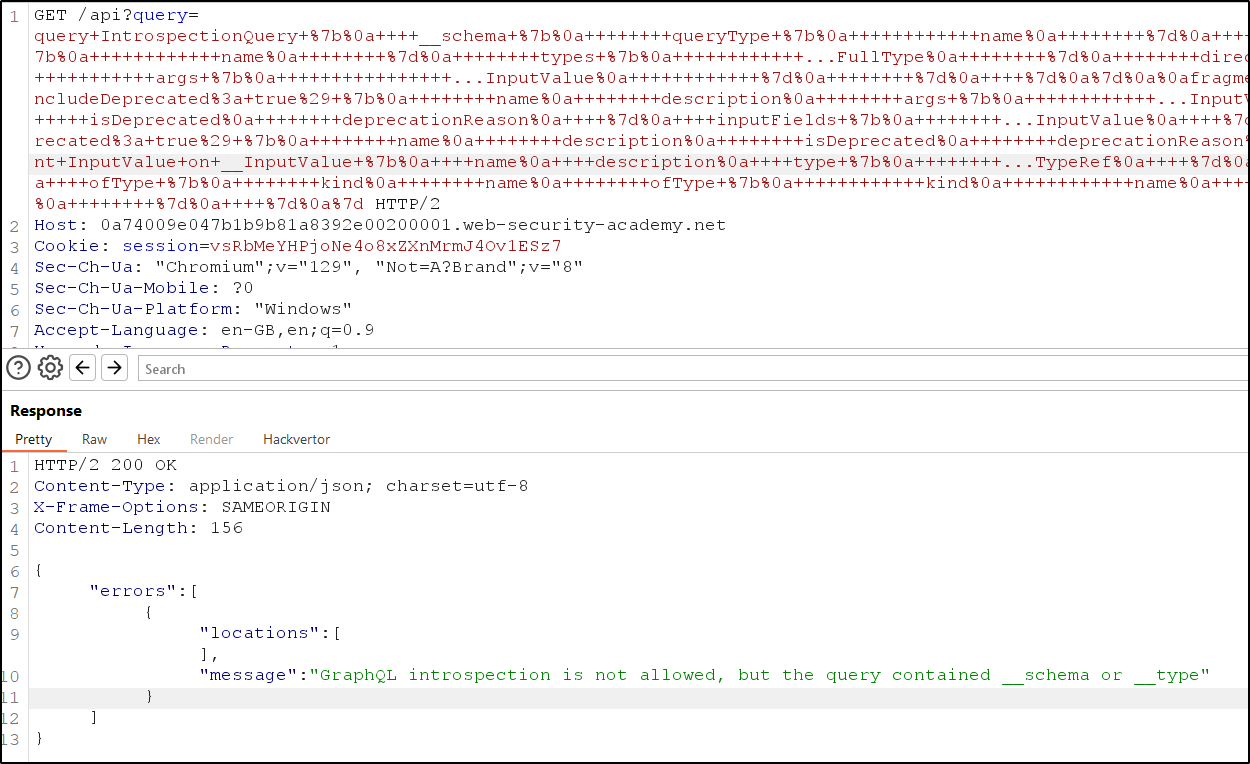 1 GET /api?query=
query+IntrospectionQuery+%7b%0a++++__schema+%7b%0a++++++++queryType+%7b%0a++++++++++++name%0a++++++++%7d%0a++++
7b%0a++++++++++++name%0a++++++++%7d%0a++++++++types+%7b%0a++++++++++++...FullType%0a++++++++%7d%0a++++++++direc
++++++++++++args+%7b%0a++++++++++++++++...InputValue%0a++++++++++++%7d%0a++++++++%7d%0a++++%7d%0a%7d%0a%0afragme
ncludeDeprecated%3a+true%29+%7b%0a++++++++name%0a++++++++description%0a++++++++args+%7b%0a++++++++++++...InputV
+++++isDeprecated%0a++++++++deprecationReason%0a++++%7d%0a++++inputFields+%7b%0a++++++++...InputValue%0a++++%7d
recated%3a+true%29+%7b%0a++++++++name%0a++++++++description%0a++++++++isDeprecated%0a++++++++deprecationReason%
nt+InputValue+on+__InputValue+%7b%0a++++name%0a++++description%0a++++type+%7b%0a++++++++...TypeRef%0a++++%7d%0a
a++++ofType+%7b%0a++++++++kind%0a++++++++name%0a++++++++ofType+%7b%0a++++++++++++kind%0a++++++++++++name%0a++++
%0a++++++++%7d%0a++++%7d%0a%7d HTTP/2
2 Host: 0a74009e047b1b9b81a8392e00200001.web-security-academy.net
3 Cookie: session=vsRbMeYHPjoNe4o8xZXnMrmJ4Ov1ESz7
4 Sec-Ch-Ua: "Chromium";v="129", "Not=A?Brand";v="8"
5 Sec-Ch-Ua-Mobile: ?0
6 Sec-Ch-Ua-Platform: "Windows"
7 Accept-Language: en-GB,en;q=0.9
Search
Response
Pretty Raw Hex Render Hackvertor
1 HTTP/2 200 OK
2 Content-Type: application/json; charset=utf-8
3 X-Frame-Options: SAMEORIGIN
4 Content-Length: 156
5
6 {
7 "errors":[
8 {
9 "locations":[
],
10 "message":"GraphQL introspection is not allowed, but the query contained __schema or __type"
11 }
12 ]
13 }